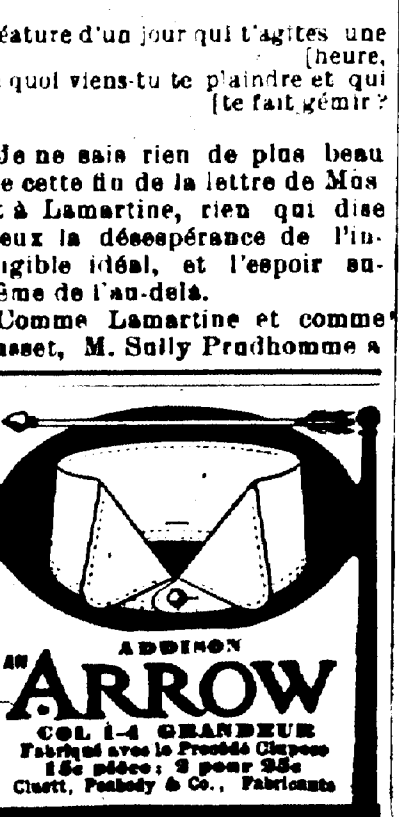 éature d'un jour qui t'agites une
[heure,
quoi viens-tu te plaindre et qui
[te fait gémir ?
Je ne sais rien de plus beau
e cette fin de la lettre de Mus
t à Lamartine, rien qui dise
eux la désespérance de l'in-
igible idéal, et l'espoir su-
ême de l'au-delà.
Comme Lamartine et comme
usset, M. Sully Prudhomme a
ADDISON
AN
ARROW
COL 1-4 GRANDEUR
Fabriqué avec le Procédé Clupeco
15c pièce; 2 pour 25c
Cluett, Peabody & Co., Fabricants